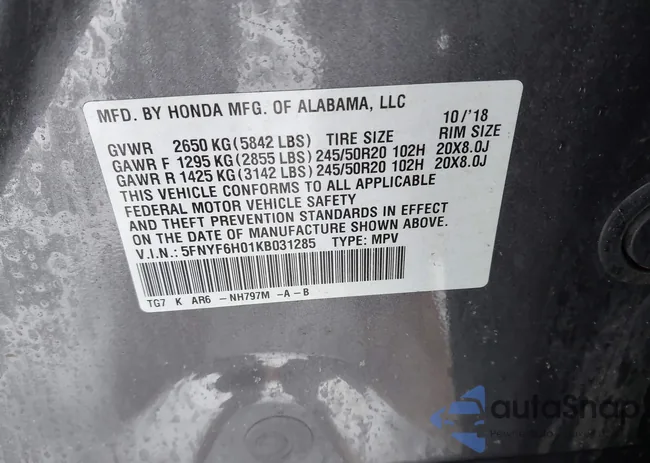 MFD. BY HONDA MFG. OF ALABAMA, LLC 10/'18
GVWR 2650 KG (5842 LBS) TIRE SIZE RIM SIZE
GAWR F 1295 KG (2855 LBS) 245/50R20 102H 20X8.0J
GAWR R 1425 KG (3142 LBS) 245/50R20 102H 20X8.0J
THIS VEHICLE CONFORMS TO ALL APPLICABLE
FEDERAL MOTOR VEHICLE SAFETY
AND THEFT PREVENTION STANDARDS IN EFFECT
ON THE DATE OF MANUFACTURE SHOWN ABOVE.
V.I.N.: 5FNYF6H01KB031285 TYPE: MPV
TG7 K AR6 -NH797M -A-B
autoSnap